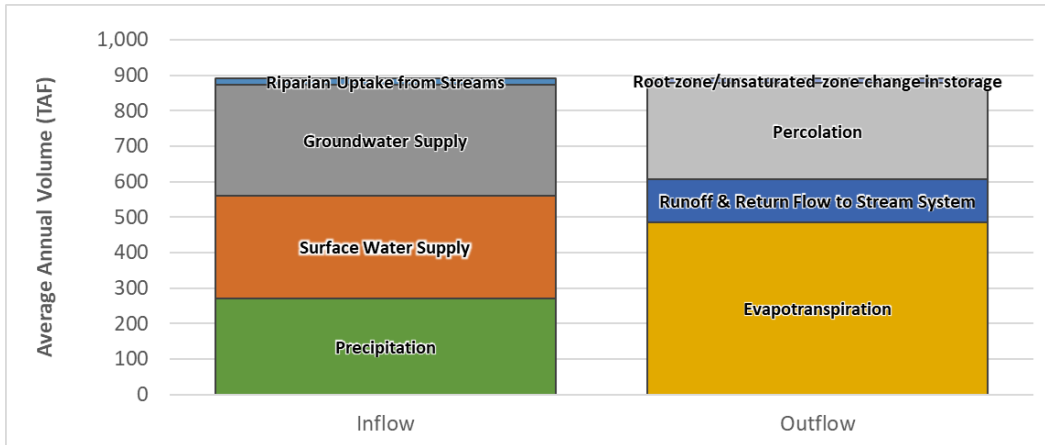 Average Annual Volume (TAF)
1,000
900
800
700
600
500
400
300
200
100
0
Riparian Uptake from Streams
Groundwater Supply
Surface Water Supply
Precipitation
Root zone/unsaturated zone change in storage
Percolation
Runoff & Return Flow to Stream System
Evapotranspiration
Inflow
Outflow